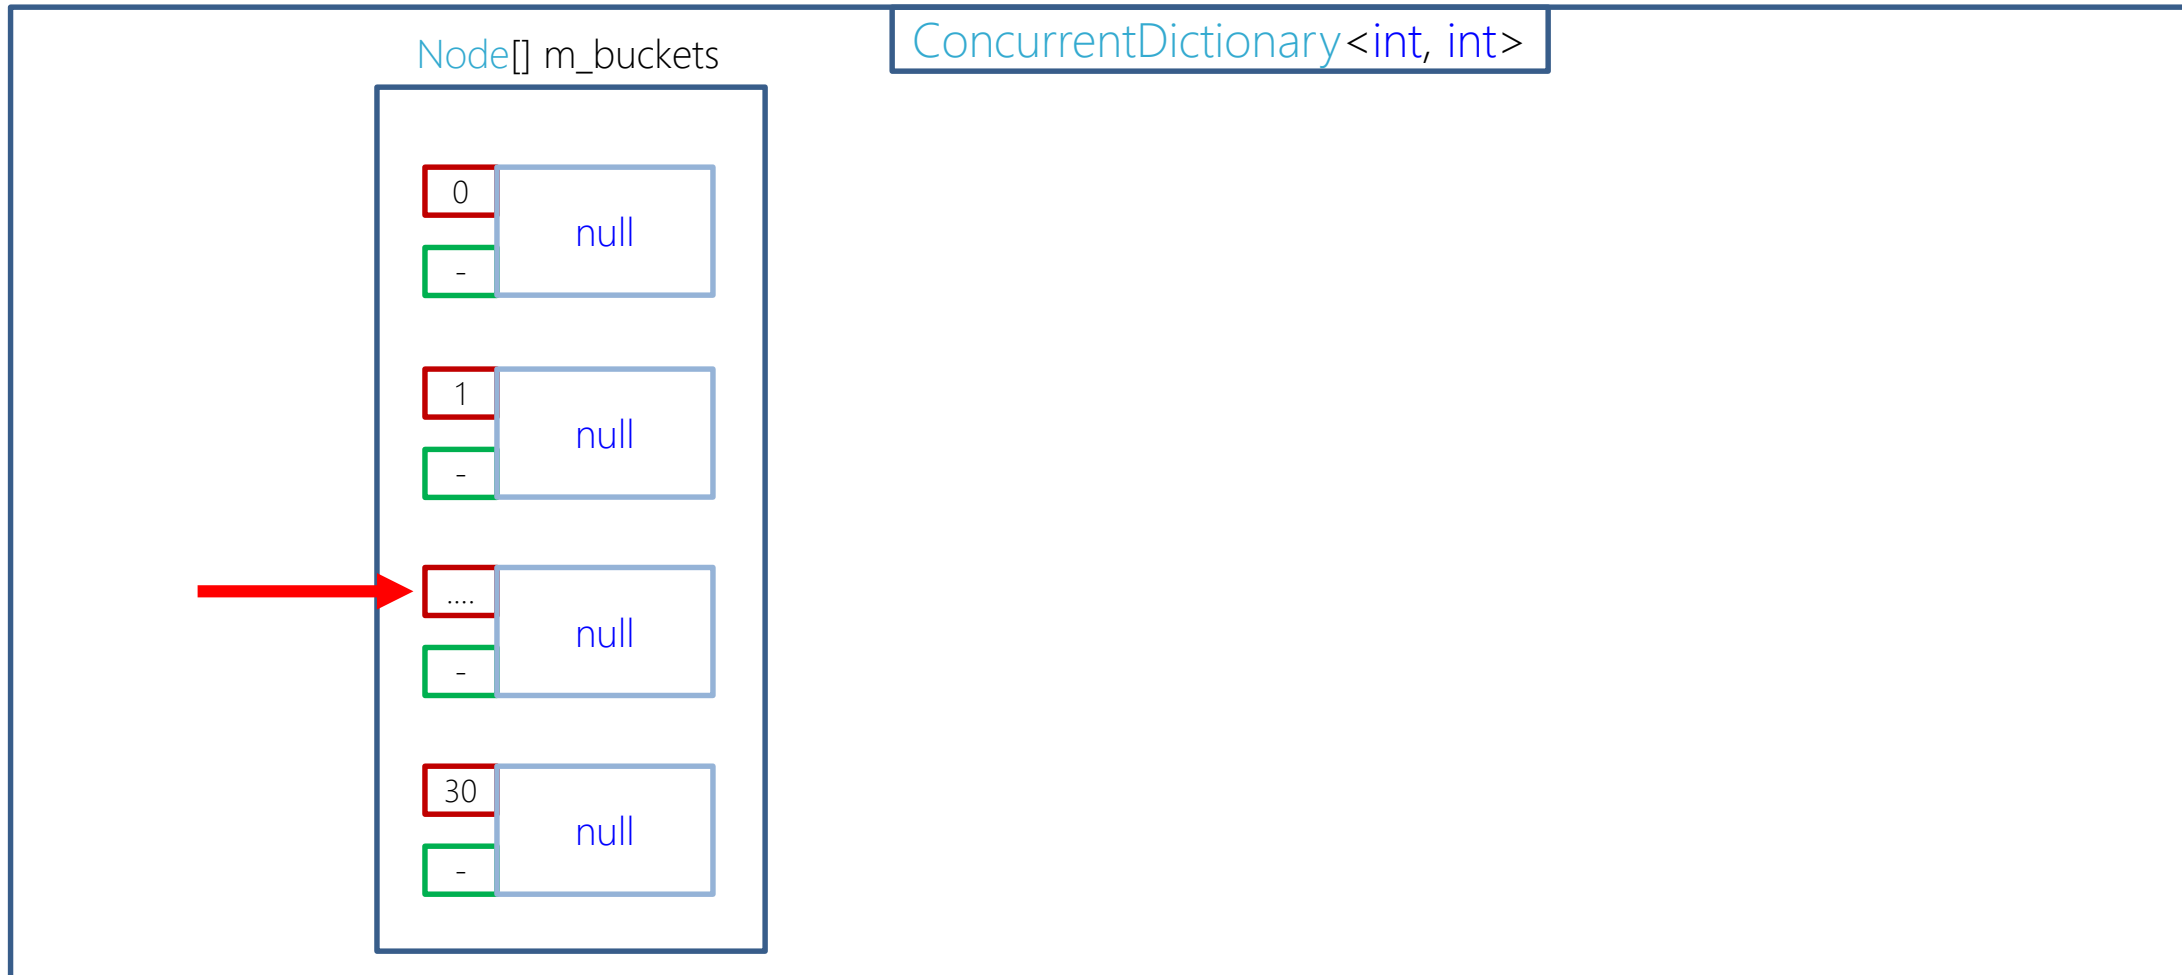 ConcurrentDictionary<int, int>
Node[] m_buckets
0
null
-
1
null
-
....
null
-
30
null
-